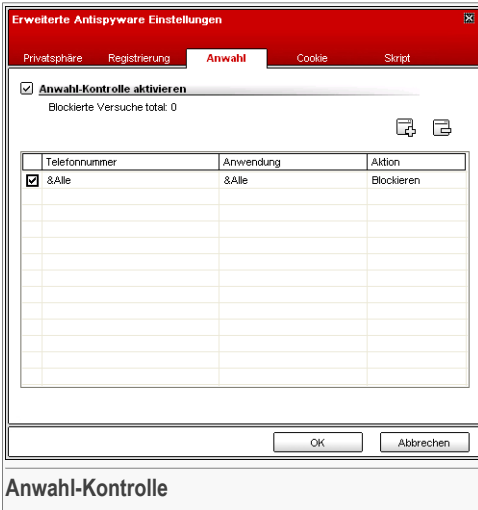 Erweiterte Antispyware Einstellungen
Privatsphäre Registrierung Anwahl Cookie Skript
Anwahl-Kontrolle aktivieren
Blockierte Versuche total: 0
Telefonnummer Anwendung Aktion
&Alle &Alle Blockieren
OK Abbrechen
Anwahl-Kontrolle